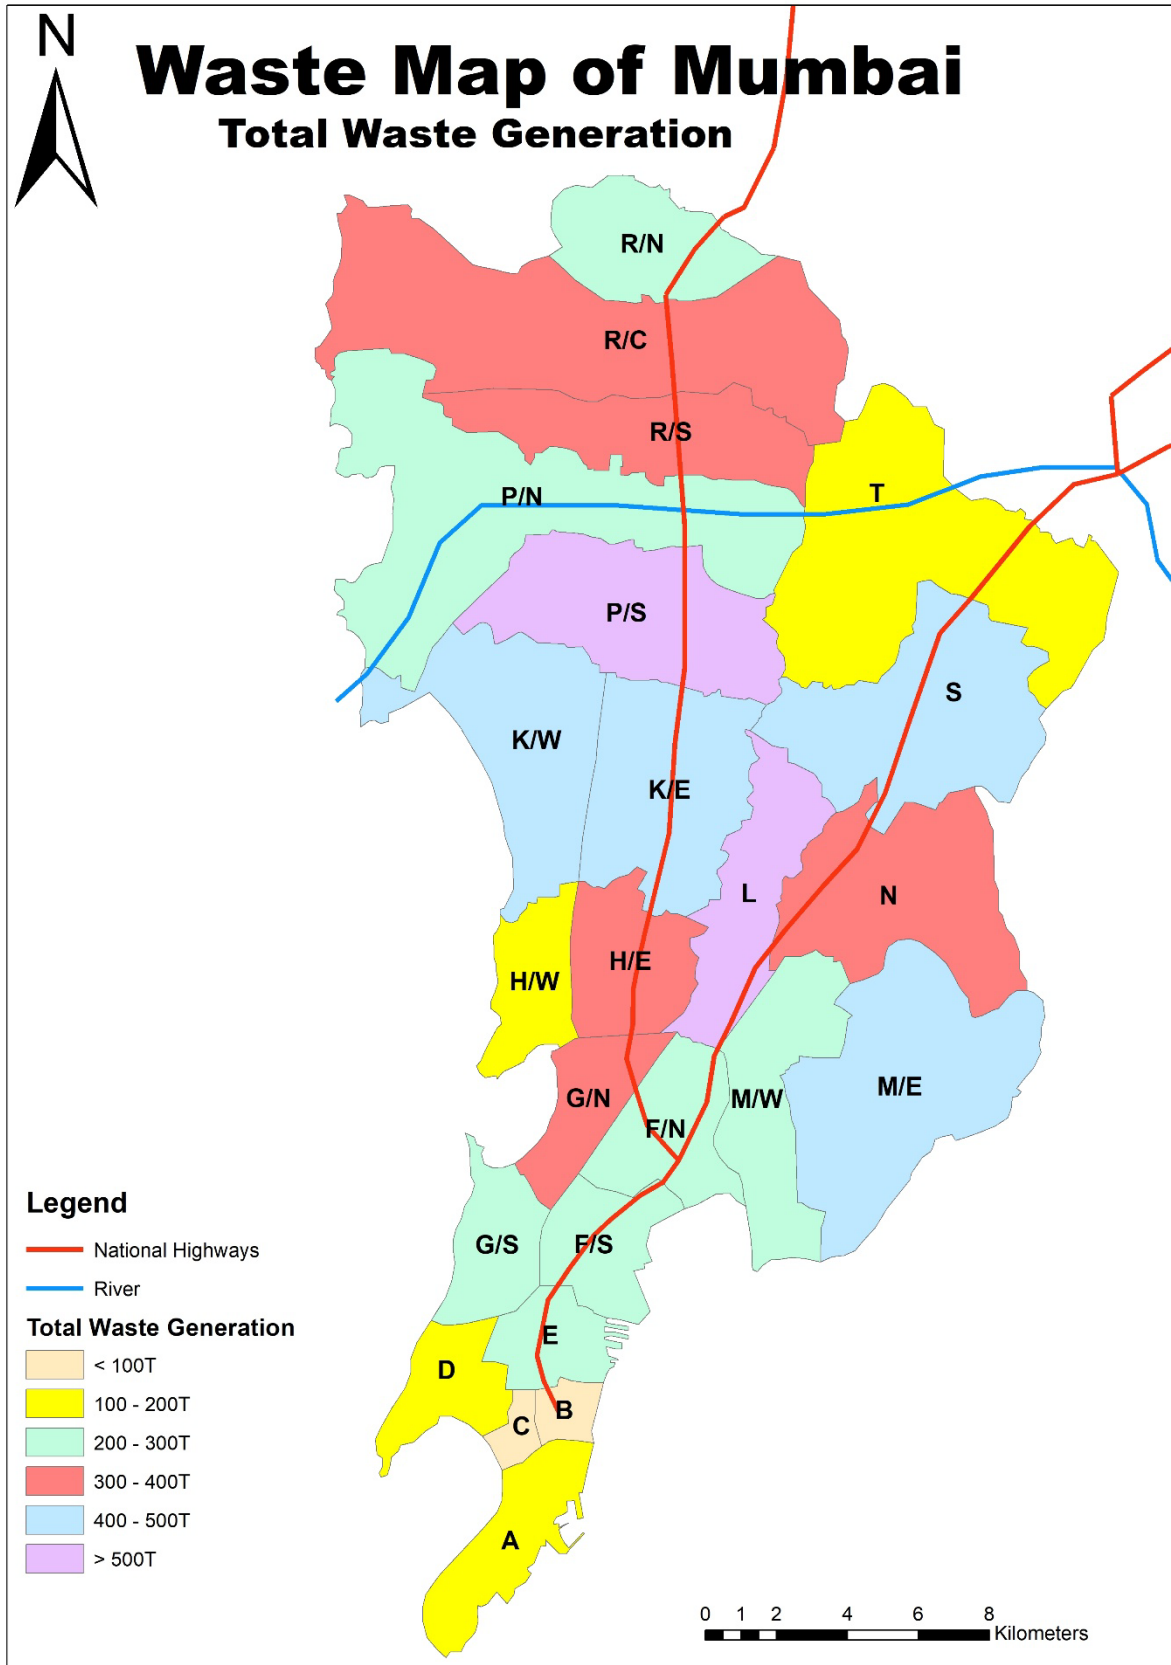 N
Waste Map of Mumbai
Total Waste Generation
R/N
R/C
R/S
P/N
T
P/S
S
K/W
K/E
L
N
H/W
H/E
G/N
F/N
M/W
M/E
G/S
F/S
E
D
B
C
A
Legend
National Highways
River
Total Waste Generation
< 100T
100 - 200T
200 - 300T
300 - 400T
400 - 500T
> 500T
0 1 2 4 6 8
Kilometers